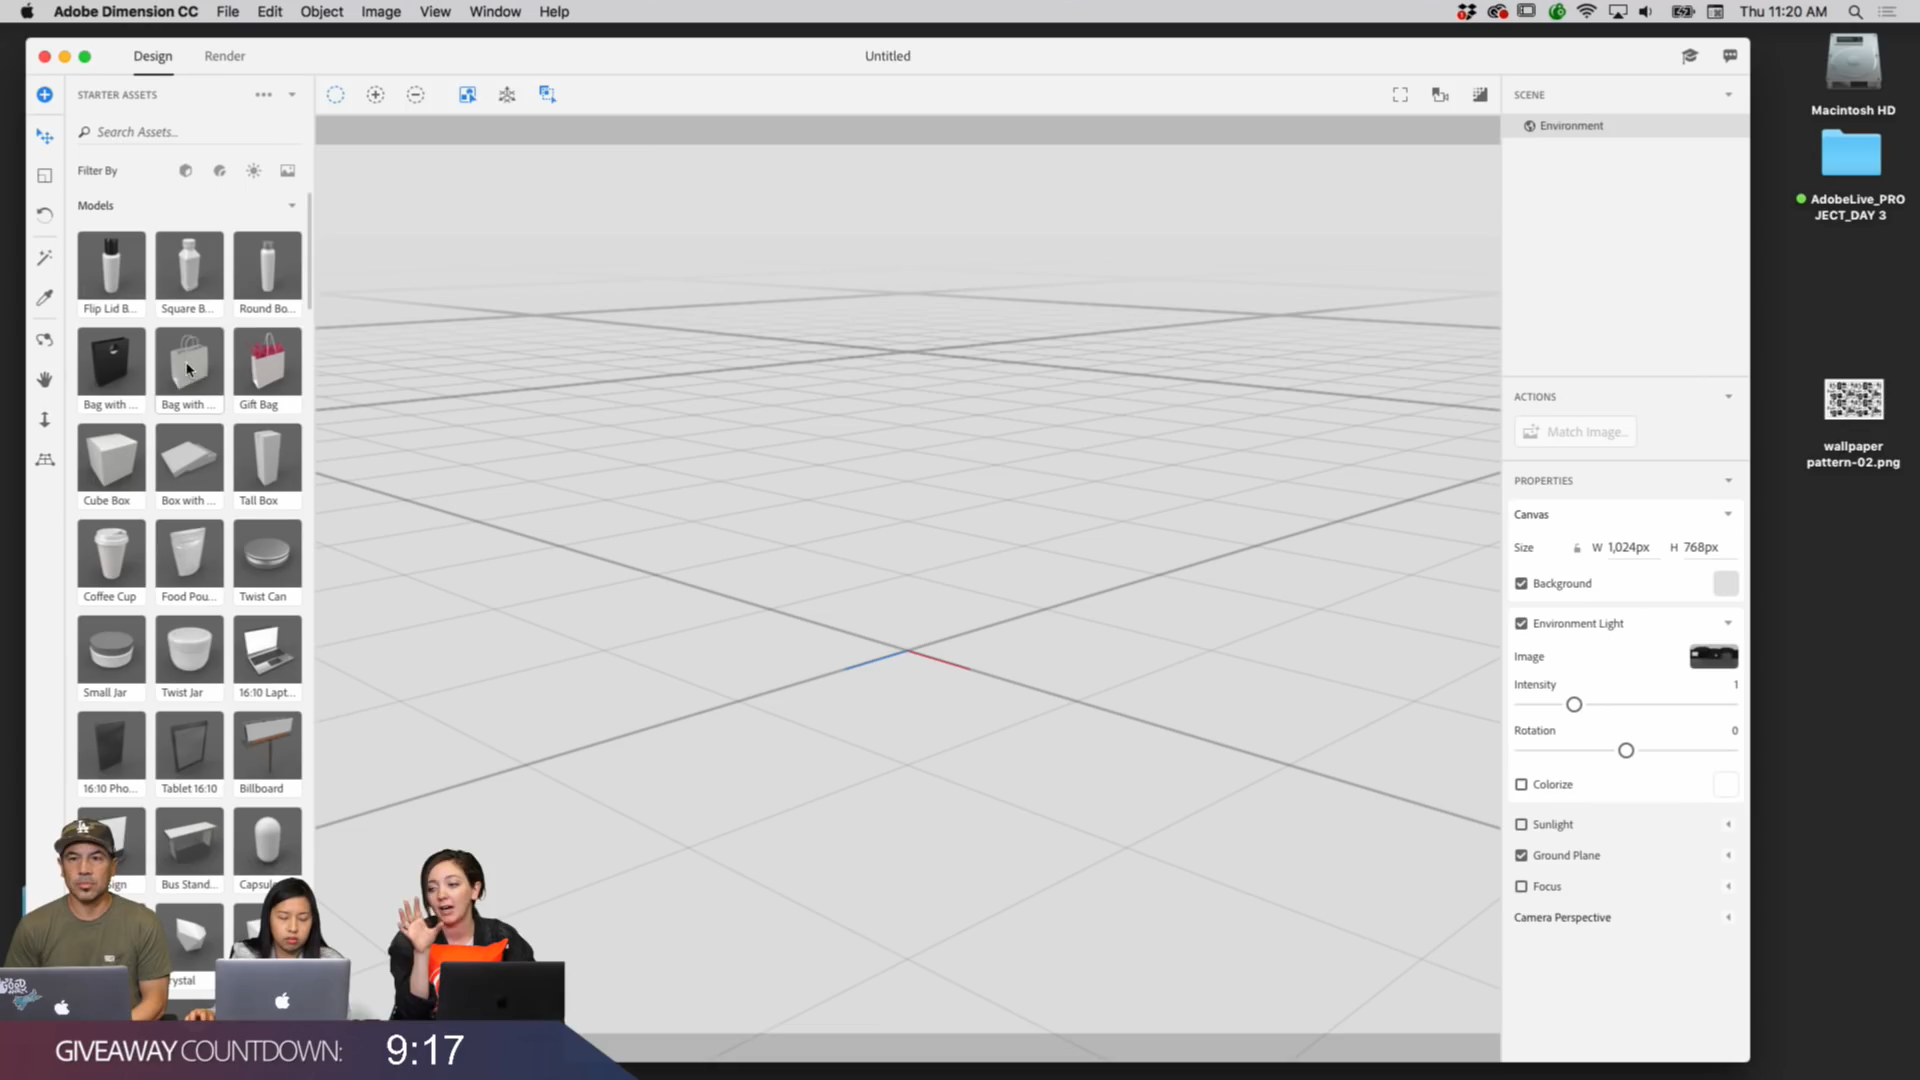 Adobe Dimension CC File Edit Object Image View Window Help
Thu 11:20 AM
Design Render
Untitled
STARTER ASSETS
Search Assets...
Filter By
Models
Flip Lid B... Square B... Round Bo...
Bag with ... Bag with ... Gift Bag
Cube Box Box with ... Tall Box
Coffee Cup Food Pou... Twist Can
Small Jar Twist Jar 16:10 Lapt...
16:10 Pho... Tablet 16:10 Billboard
Bus Stand...
SCENE
Environment
ACTIONS
Match Image...
PROPERTIES
Canvas
Size W 1,024px H 768px
Background
Environment Light
Image
Intensity 1
Rotation 0
Colorize
Sunlight
Ground Plane
Focus
Camera Perspective
Macintosh HD
AdobeLive_PRO
JECT_DAY 3
wallpaper
pattern-02.png
LA
GIVEAWAY COUNTDOWN: 9:17